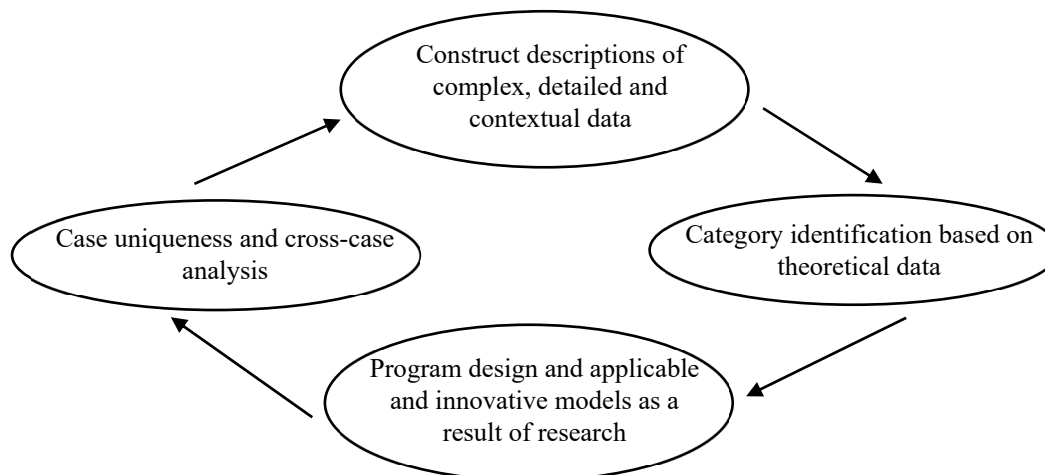 Construct descriptions of
complex, detailed and
contextual data
Case uniqueness and cross-case
analysis
Category identification based on
theoretical data
Program design and applicable
and innovative models as a
result of research